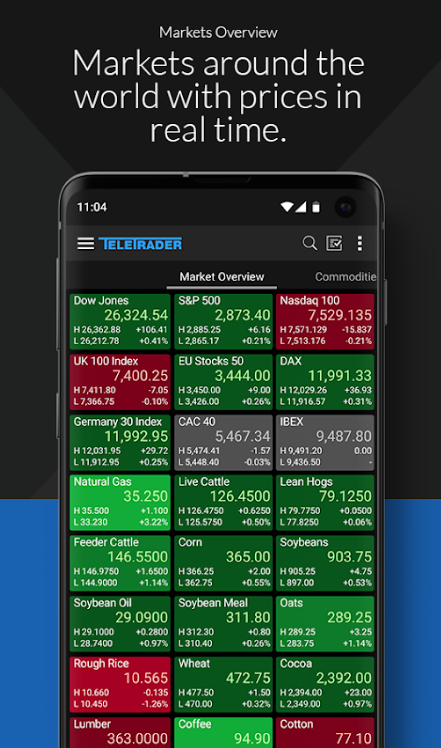 Markets Overview
Markets around the
world with prices in
real time.
11:04
TELETRADER
Market Overview Commoditie
Dow Jones S&P 500 Nasdaq 100
26,324.54 2,873.40 7,529.135
H 26,362.88 +106.41 H 2,885.25 +6.16 H 7,571.129 -15.837
L 26,212.78 +0.41% L 2,865.17 +0.21% L 7,513.176 -0.21%
UK 100 Index EU Stocks 50 DAX
7,400.25 3,444.00 11,991.33
H 7,411.80 -7.05 H 3,450.00 +9.00 H 12,029.26 +36.93
L 7,366.75 -0.10% L 3,426.00 +0.26% L 11,916.57 +0.31%
Germany 30 Index CAC 40 IBEX
11,992.95 5,467.34 9,487.80
H 12,031.95 +29.72 H 5,474.41 -1.57 H 9,491.20 0.00
L 11,912.95 +0.25% L 5,448.40 -0.03% L 9,436.50 -
Natural Gas Live Cattle Lean Hogs
35.250 126.4500 79.1250
H 35.500 +1.100 H 126.4750 +0.6250 H 79.7750 +0.0500
L 33.230 +3.22% L 125.5750 +0.50% L 77.8250 +0.06%
Feeder Cattle Corn Soybeans
146.5500 365.00 903.75
H 146.9750 +1.6500 H 366.25 +2.00 H 905.25 +4.75
L 144.9000 +1.14% L 362.75 +0.55% L 897.00 +0.53%
Soybean Oil Soybean Meal Oats
29.0900 311.80 289.25
H 29.1000 +0.2800 H 312.30 +0.80 H 289.25 +3.25
L 28.7400 +0.97% L 310.40 +0.26% L 283.75 +1.14%
Rough Rice Wheat Cocoa
10.565 472.75 2,392.00
H 10.660 -0.135 H 477.50 +1.50 H 2,394.00 +23.00
L 10.450 -1.26% L 470.00 +0.32% L 2,349.00 +0.97%
Lumber Coffee Cotton
363.0000 94.90 77.10